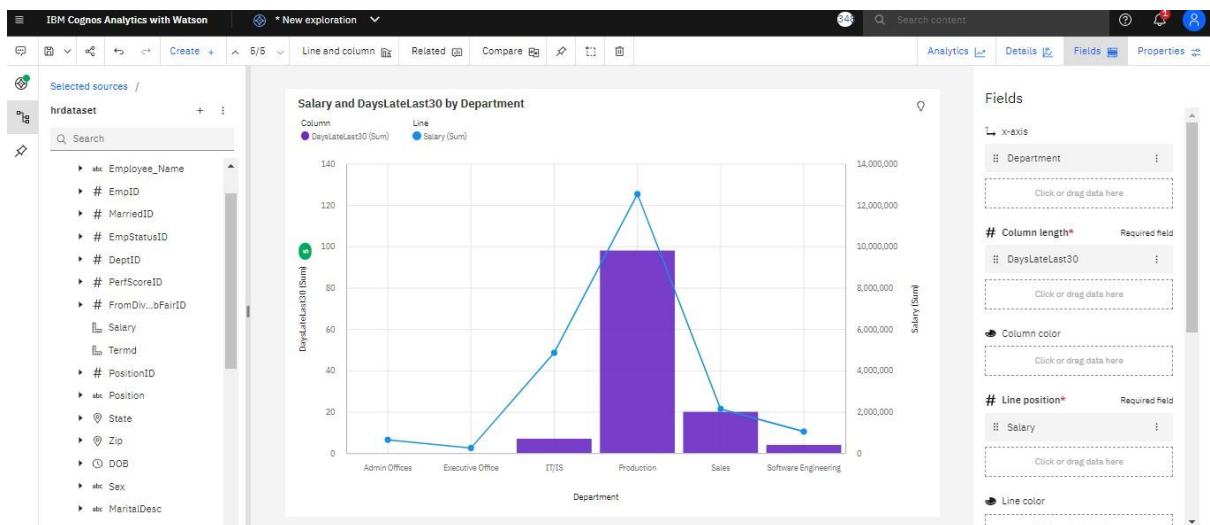 IBM Cognos Analytics with Watson
* New exploration
348
Search content
Create +
5/5
Line and column
Related
Compare
Analytics
Details
Fields
Properties
Selected sources /
hrdataset
Search
abc Employee_Name
# EmpID
# MarriedID
# EmpStatusID
# DeptID
# PerfScoreID
# FromDiv...bFairID
Salary
Termd
# PositionID
abc Position
State
Zip
DOB
abc Sex
abc MaritalDesc
Salary and DaysLateLast30 by Department
Column
Line
DaysLateLast30 (Sum)
Salary (Sum)
140
120
100
80
60
40
20
0
DaysLateLast30 (Sum)
14,000,000
12,000,000
10,000,000
8,000,000
6,000,000
4,000,000
2,000,000
0
Salary (Sum)
Admin Offices
Executive Office
IT/IS
Production
Sales
Software Engineering
Department
Fields
x-axis
Department
Click or drag data here
# Column length*
Required field
DaysLateLast30
Click or drag data here
Column color
Click or drag data here
# Line position*
Required field
Salary
Click or drag data here
Line color